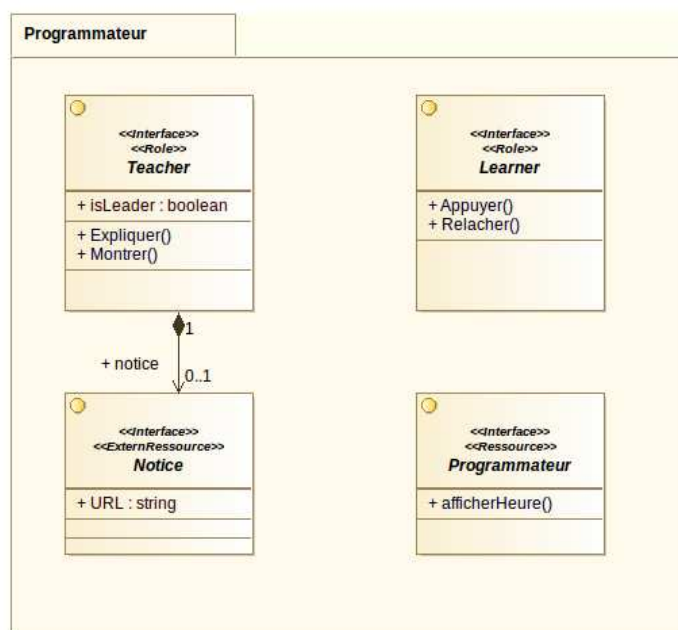 Programmateur
<<Interface>>
<<Role>>
Teacher
+ isLeader : boolean
+ Expliquer()
+ Montrer()
<<Interface>>
<<Role>>
Learner
+ Appuyer()
+ Relacher()
1
+ notice
0..1
<<Interface>>
<<ExternRessource>>
Notice
+ URL : string
<<Interface>>
<<Ressource>>
Programmateur
+ afficherHeure()